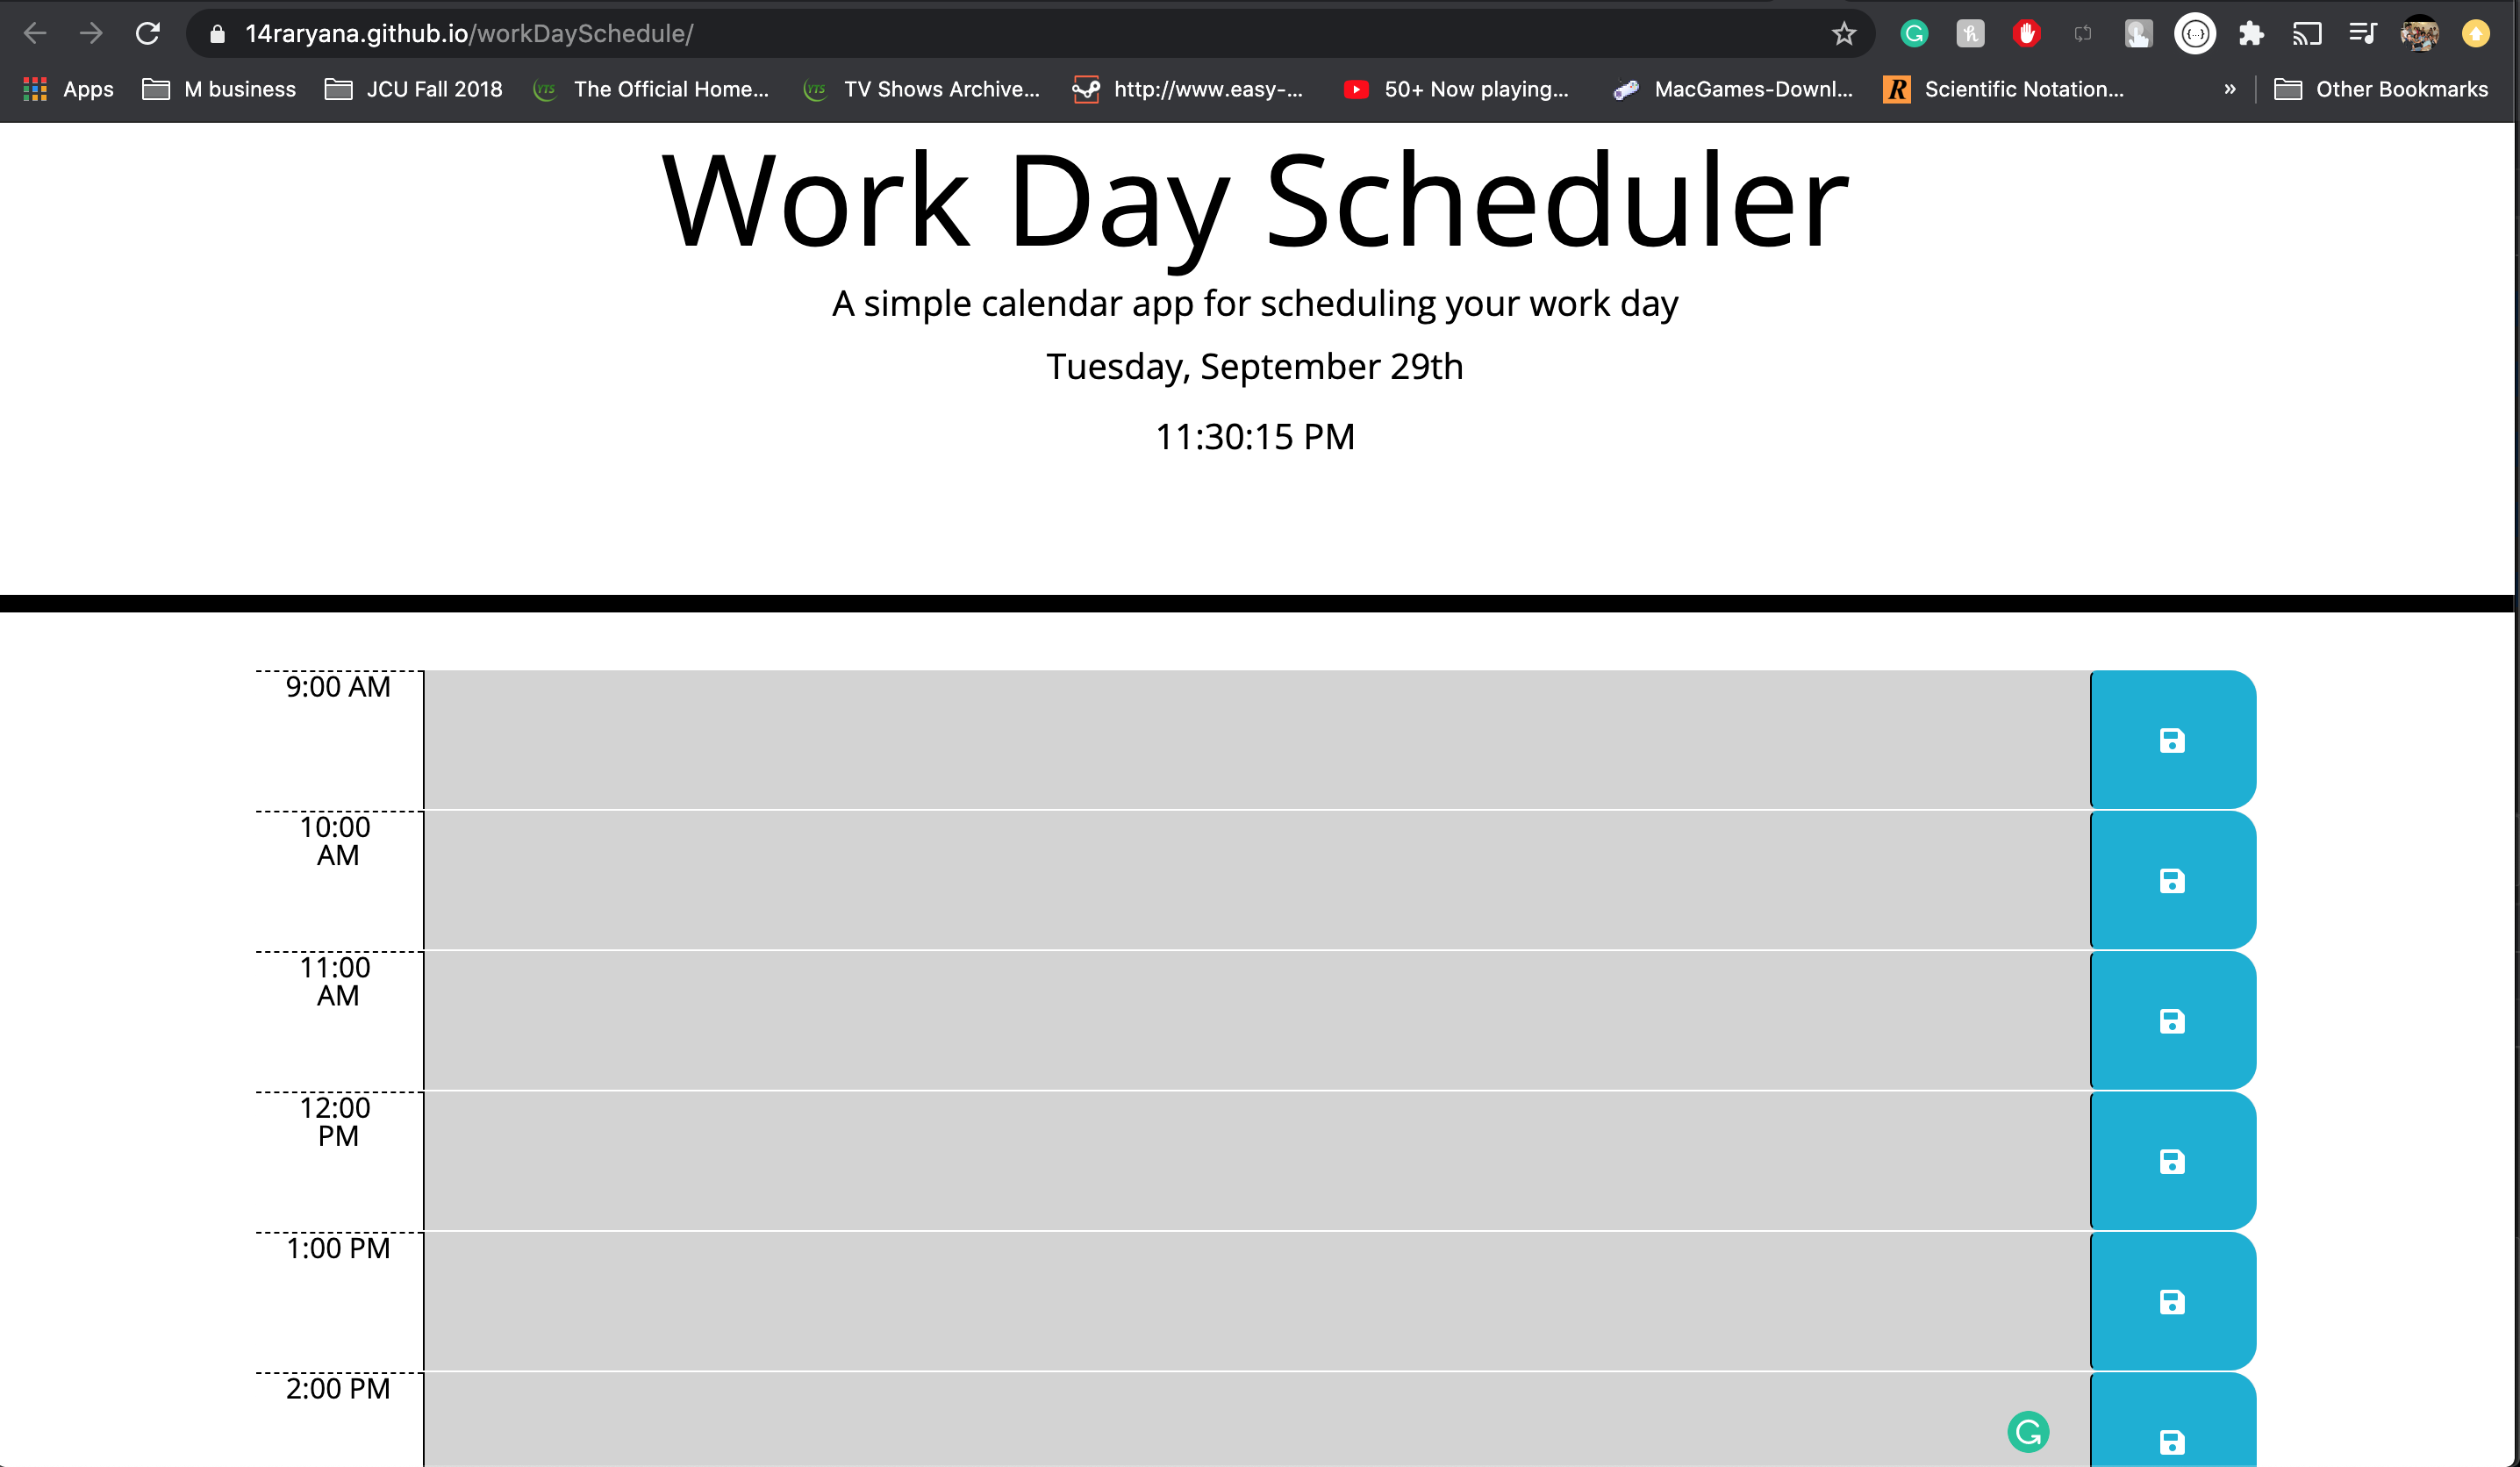 14raryana.github.io/workDaySchedule/
Apps M business JCU Fall 2018 YTS The Official Home... YTS TV Shows Archive... http://www.easy-... 50+ Now playing... MacGames-Downl... R Scientific Notation... » Other Bookmarks
Work Day Scheduler
A simple calendar app for scheduling your work day
Tuesday, September 29th
11:30:15 PM
9:00 AM
10:00
AM
11:00
AM
12:00
PM
1:00 PM
2:00 PM